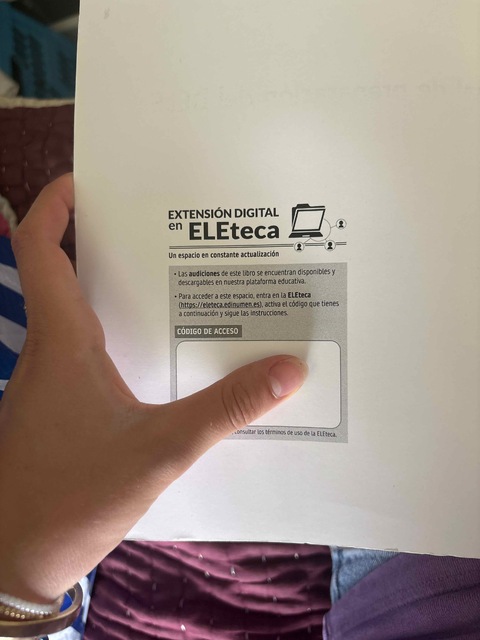 EXTENSIÓN DIGITAL
en ELEteca
Un espacio en constante actualización
• Las audiciones de este libro se encuentran disponibles y
descargables en nuestra plataforma educativa.
• Para acceder a este espacio, entra en la ELEteca
(https://eleteca.edinumen.es), activa el código que tienes
a continuación y sigue las instrucciones.
CÓDIGO DE ACCESO
consultar los términos de uso de la ELEteca.